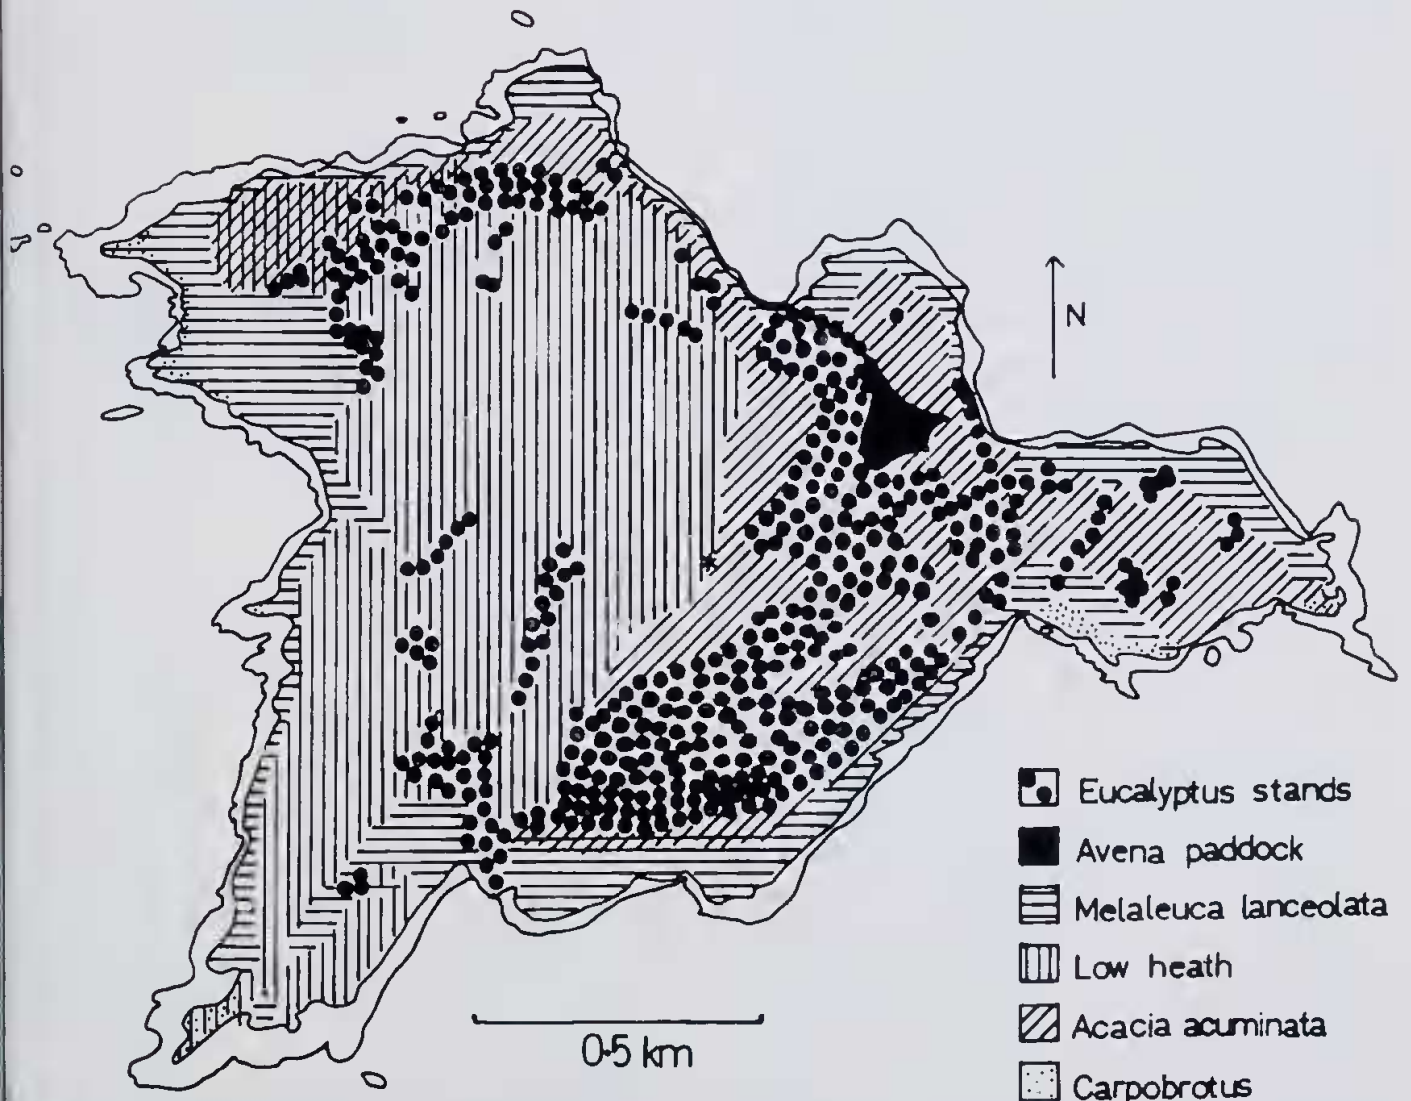 N
Eucalyptus stands
Avena paddock
Melaleuca lanceolata
Low heath
Acacia acuminata
Carpobrotus
0·5 km